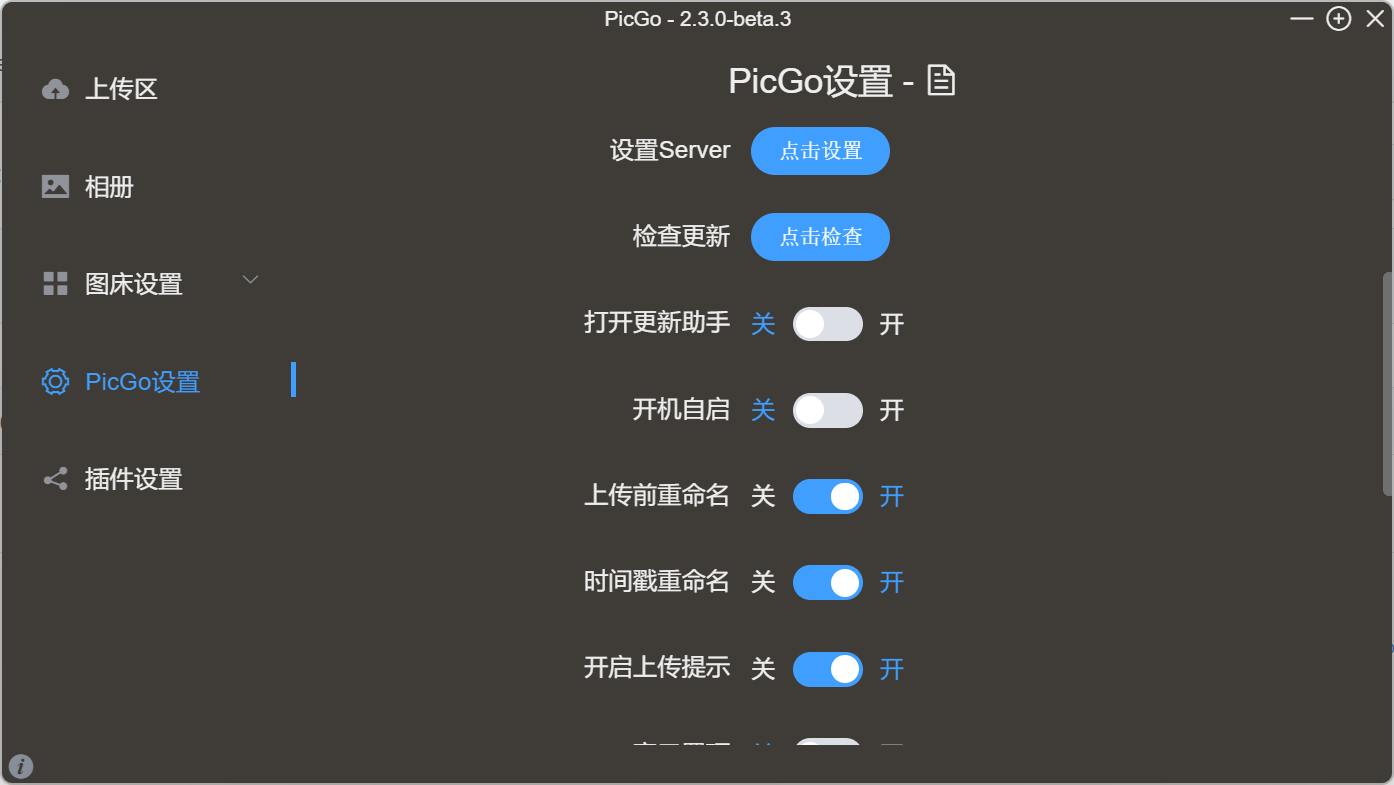 PicGo - 2.3.0-beta.3
上传区
相册
图床设置
PicGo设置
插件设置
PicGo设置 -
设置Server 点击设置
检查更新 点击检查
打开更新助手 关 开
开机自启 关 开
上传前重命名 关 开
时间戳重命名 关 开
开启上传提示 关 开